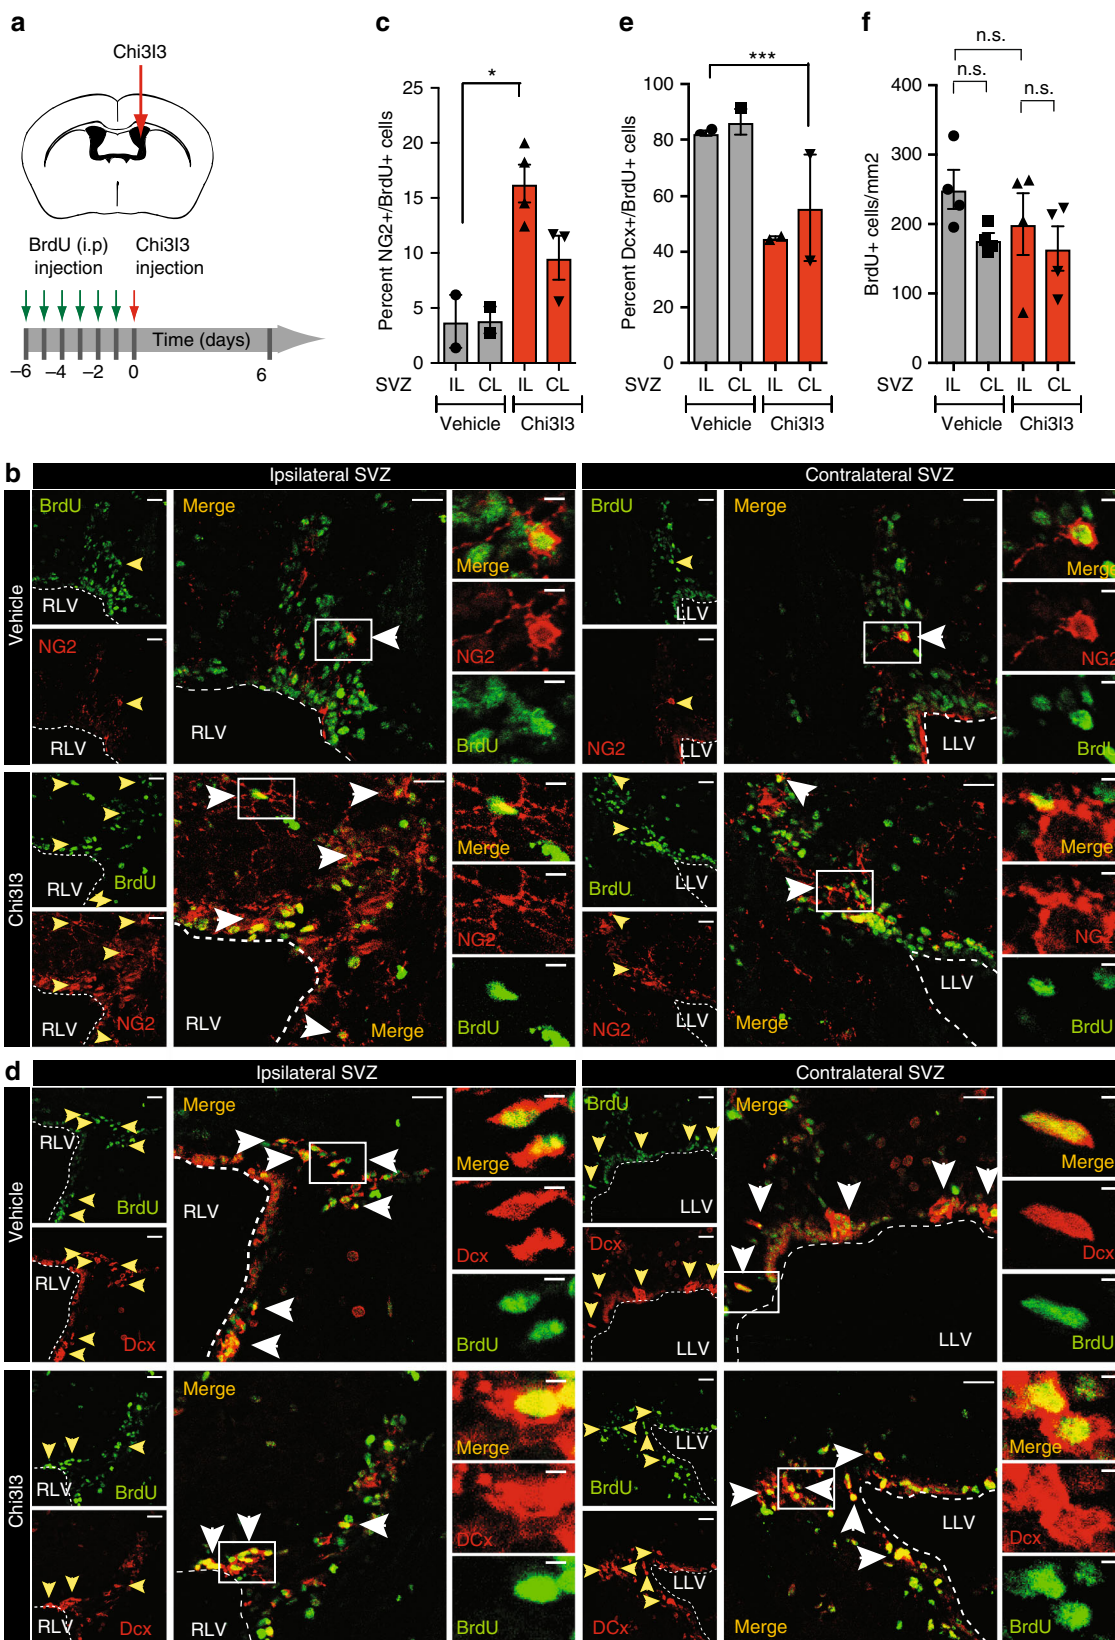 a
Chi3l3
BrdU (i.p)
injection
Chi3l3
injection
Time (days)
–6
–4
–2
0
6
c
Percent NG2+/BrdU+ cells
25
20
15
10
5
0
*
SVZ
IL
CL
IL
CL
Vehicle
Chi3l3
e
Percent Dcx+/BrdU+ cells
100
80
60
40
20
0
***
SVZ
IL
CL
IL
CL
Vehicle
Chi3l3
f
BrdU+ cells/mm2
400
300
200
100
0
n.s.
n.s.
n.s.
SVZ
IL
CL
IL
CL
Vehicle
Chi3l3
b
Ipsilateral SVZ
Contralateral SVZ
Vehicle
BrdU
RLV
NG2
RLV
Merge
RLV
Merge
NG2
BrdU
BrdU
LLV
NG2
LLV
Merge
LLV
Merge
NG2
BrdU
Chi3l3
RLV
BrdU
RLV
NG2
RLV
Merge
Merge
NG2
BrdU
BrdU
LLV
NG2
LLV
Merge
LLV
Merge
NG
BrdU
d
Ipsilateral SVZ
Contralateral SVZ
Vehicle
RLV
BrdU
RLV
Dcx
Merge
RLV
Merge
Dcx
BrdU
BrdU
LLV
Dcx
LLV
Merge
LLV
Merge
Dcx
BrdU
Chi3l3
RLV
BrdU
RLV
Dcx
Merge
RLV
Merge
DCx
BrdU
LLV
BrdU
LLV
DCx
LLV
Merge
Merge
Dcx
BrdU